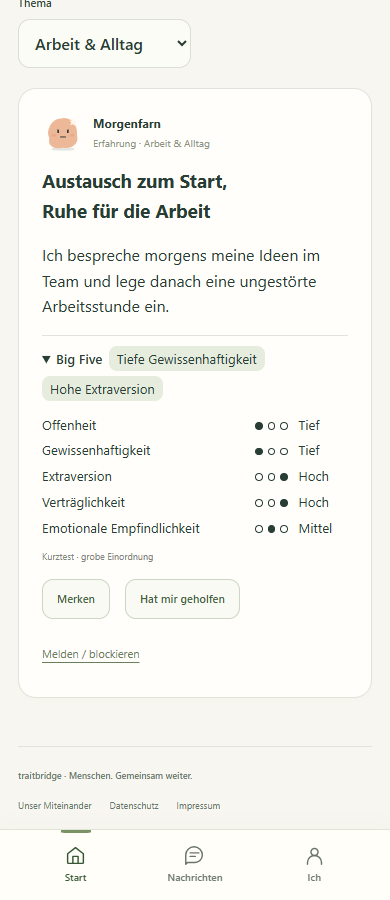 Thema
Arbeit & Alltag
Morgenfarn
Erfahrung · Arbeit & Alltag
Austausch zum Start,
Ruhe für die Arbeit
Ich bespreche morgens meine Ideen im
Team und lege danach eine ungestörte
Arbeitsstunde ein.
▼ Big Five Tiefe Gewissenhaftigkeit
Hohe Extraversion
Offenheit ●○○ Tief
Gewissenhaftigkeit ●○○ Tief
Extraversion ○○● Hoch
Verträglichkeit ○○● Hoch
Emotionale Empfindlichkeit ○●○ Mittel
Kurztest · grobe Einordnung
Merken Hat mir geholfen
Melden / blockieren
traitbridge · Menschen. Gemeinsam weiter.
Unser Miteinander Datenschutz Impressum
Start Nachrichten Ich